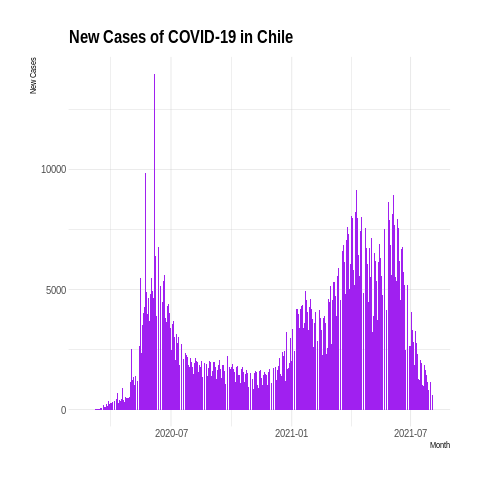 New Cases of COVID-19 in Chile
New Cases
10000
5000
0
2020-07 2021-01 2021-07
Month